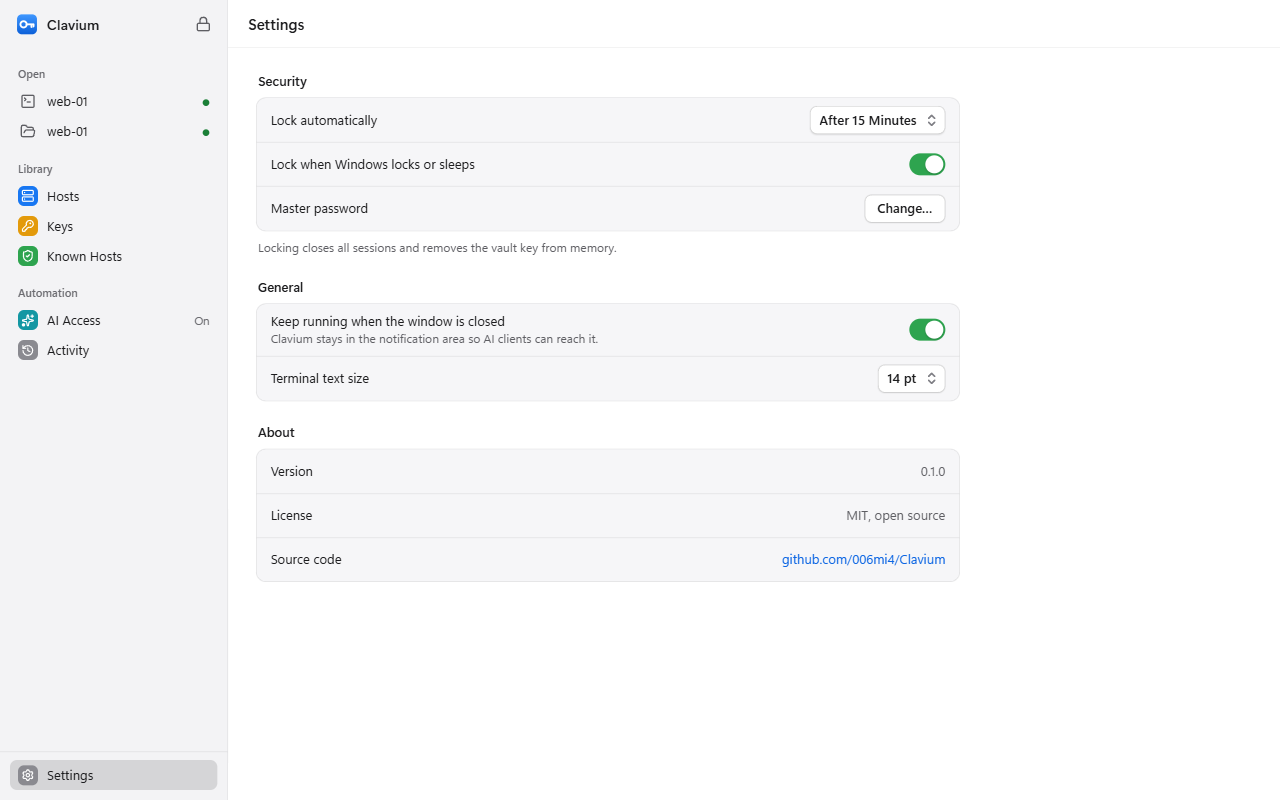 Clavium
Settings
Open
web-01
web-01
Library
Hosts
Keys
Known Hosts
Automation
AI Access
On
Activity
Settings
Security
Lock automatically
After 15 Minutes
Lock when Windows locks or sleeps
Master password
Change...
Locking closes all sessions and removes the vault key from memory.
General
Keep running when the window is closed
Clavium stays in the notification area so AI clients can reach it.
Terminal text size
14 pt
About
Version
0.1.0
License
MIT, open source
Source code
github.com/006mi4/Clavium